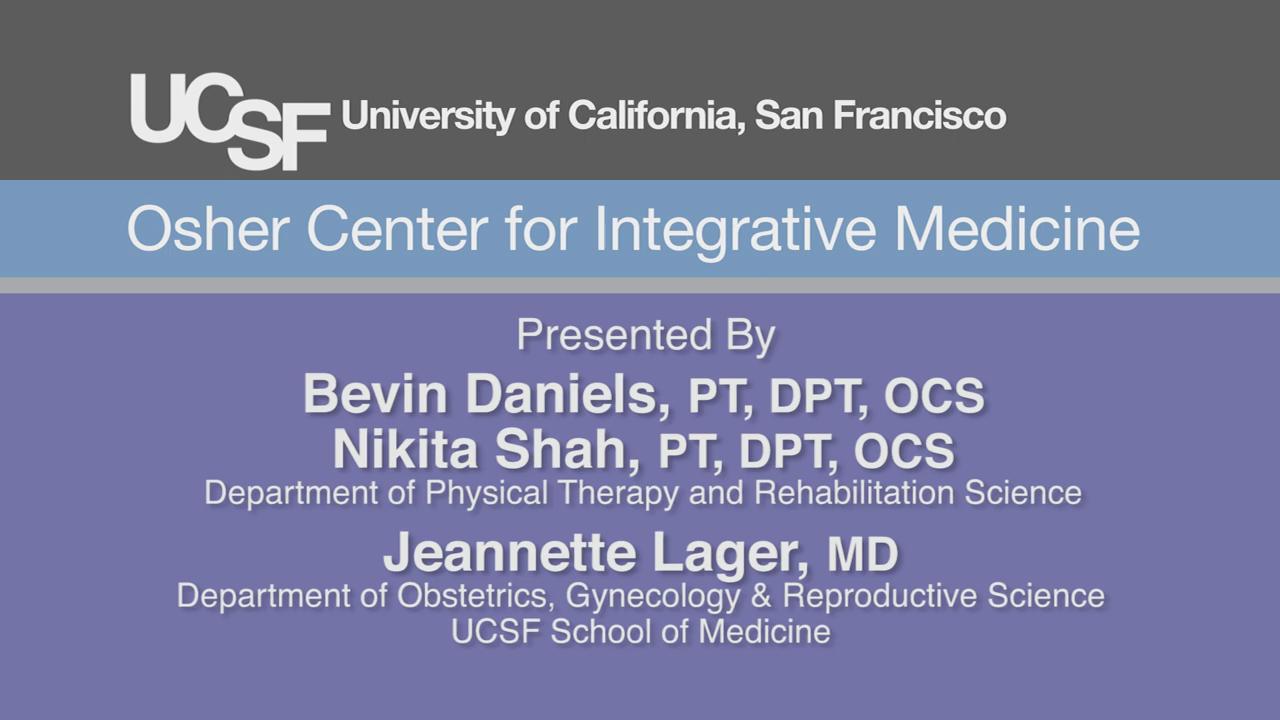 UCSF University of California, San Francisco
Osher Center for Integrative Medicine
Presented By
Bevin Daniels, PT, DPT, OCS
Nikita Shah, PT, DPT, OCS
Department of Physical Therapy and Rehabilitation Science
Jeannette Lager, MD
Department of Obstetrics, Gynecology & Reproductive Science
UCSF School of Medicine